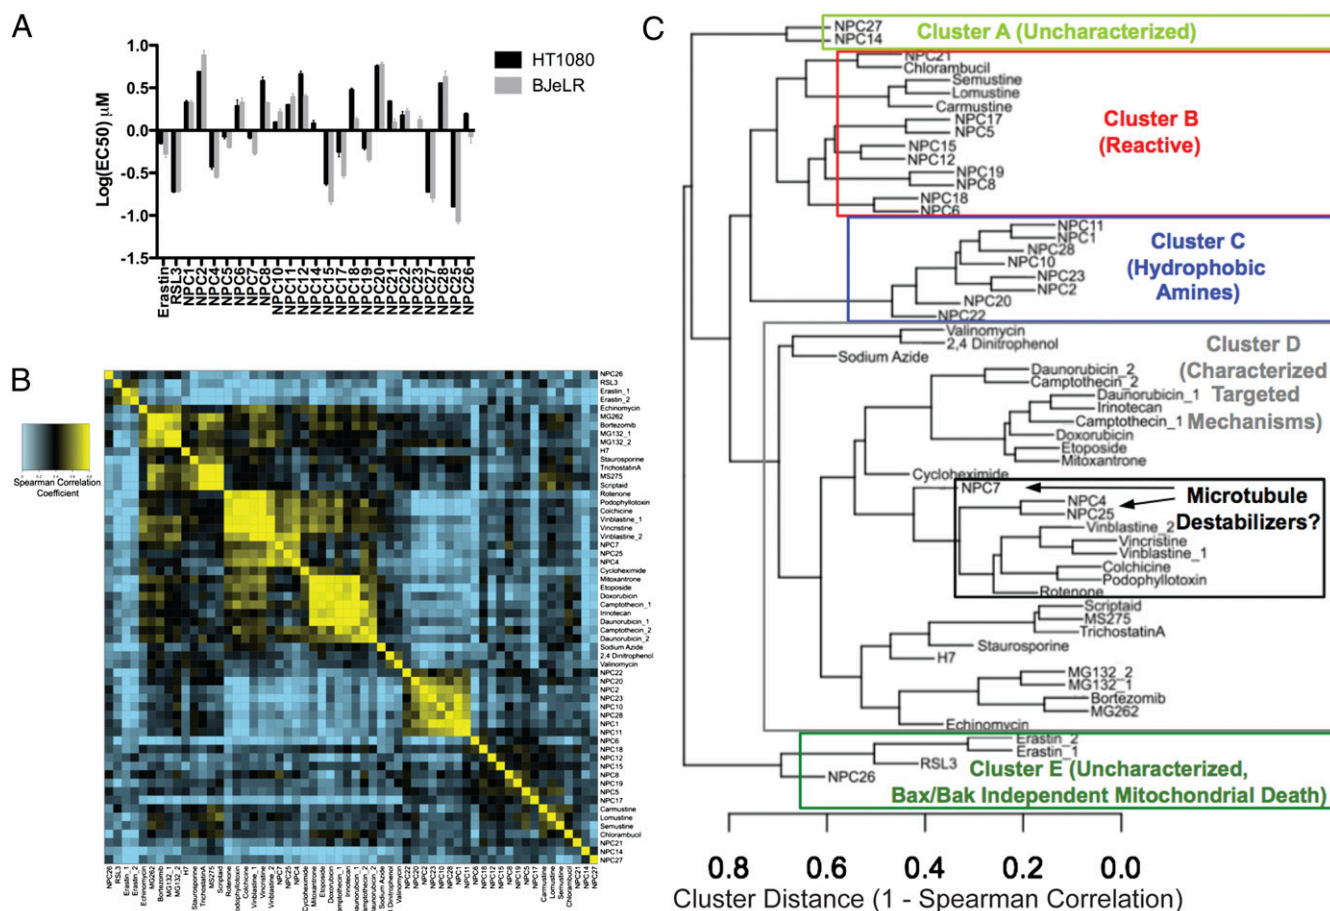 A
Log(EC50) μM
1.0
0.5
0.0
-0.5
-1.0
-1.5
HT1080
BJeLR
Erastin
RSL3
NPC1
NPC2
NPC4
NPC5
NPC6
NPC7
NPC8
NPC10
NPC11
NPC12
NPC14
NPC15
NPC17
NPC18
NPC19
NPC20
NPC21
NPC22
NPC23
NPC27
NPC28
NPC25
NPC26
B
Spearman Correlation
Coefficient
NPC26
RSL3
Erastin_1
Erastin_2
Echinomycin
MG262
Bortezomib
MG132_1
MG132_2
H7
Staurosporine
TrichostatinA
MS275
Scriptaid
Rotenone
Podophyllotoxin
Colchicine
Vinblastine_1
Vincristine
Vinblastine_2
NPC7
NPC25
NPC4
Cycloheximide
Mitoxantrone
Etoposide
Doxorubicin
Camptothecin_1
Irinotecan
Daunorubicin_1
Camptothecin_2
Daunorubicin_2
Sodium Azide
2,4 Dinitrophenol
Valinomycin
NPC22
NPC20
NPC2
NPC23
NPC10
NPC28
NPC1
NPC11
NPC6
NPC18
NPC12
NPC15
NPC8
NPC19
NPC5
NPC17
Carmustine
Lomustine
Semustine
Chlorambucil
NPC21
NPC14
NPC27
C
NPC27
NPC14
Cluster A (Uncharacterized)
NPC21
Chlorambucil
Semustine
Lomustine
Carmustine
NPC17
NPC5
NPC15
NPC12
NPC19
NPC8
NPC18
NPC6
Cluster B
(Reactive)
NPC11
NPC1
NPC28
NPC10
NPC23
NPC2
NPC20
NPC22
Cluster C
(Hydrophobic
Amines)
Valinomycin
2,4 Dinitrophenol
Sodium Azide
Daunorubicin_2
Camptothecin_2
Daunorubicin_1
Irinotecan
Camptothecin_1
Doxorubicin
Etoposide
Mitoxantrone
Cluster D
(Characterized
Targeted
Mechanisms)
Cycloheximide
NPC7
NPC4
NPC25
Vinblastine_2
Vincristine
Vinblastine_1
Colchicine
Podophyllotoxin
Rotenone
Microtubule
Destabilizers?
Scriptaid
MS275
TrichostatinA
Staurosporine
H7
MG132_2
MG132_1
Bortezomib
MG262
Echinomycin
Erastin_2
Erastin_1
RSL3
NPC26
Cluster E (Uncharacterized,
Bax/Bak Independent Mitochondrial Death)
0.8 0.6 0.4 0.2 0.0
Cluster Distance (1 - Spearman Correlation)